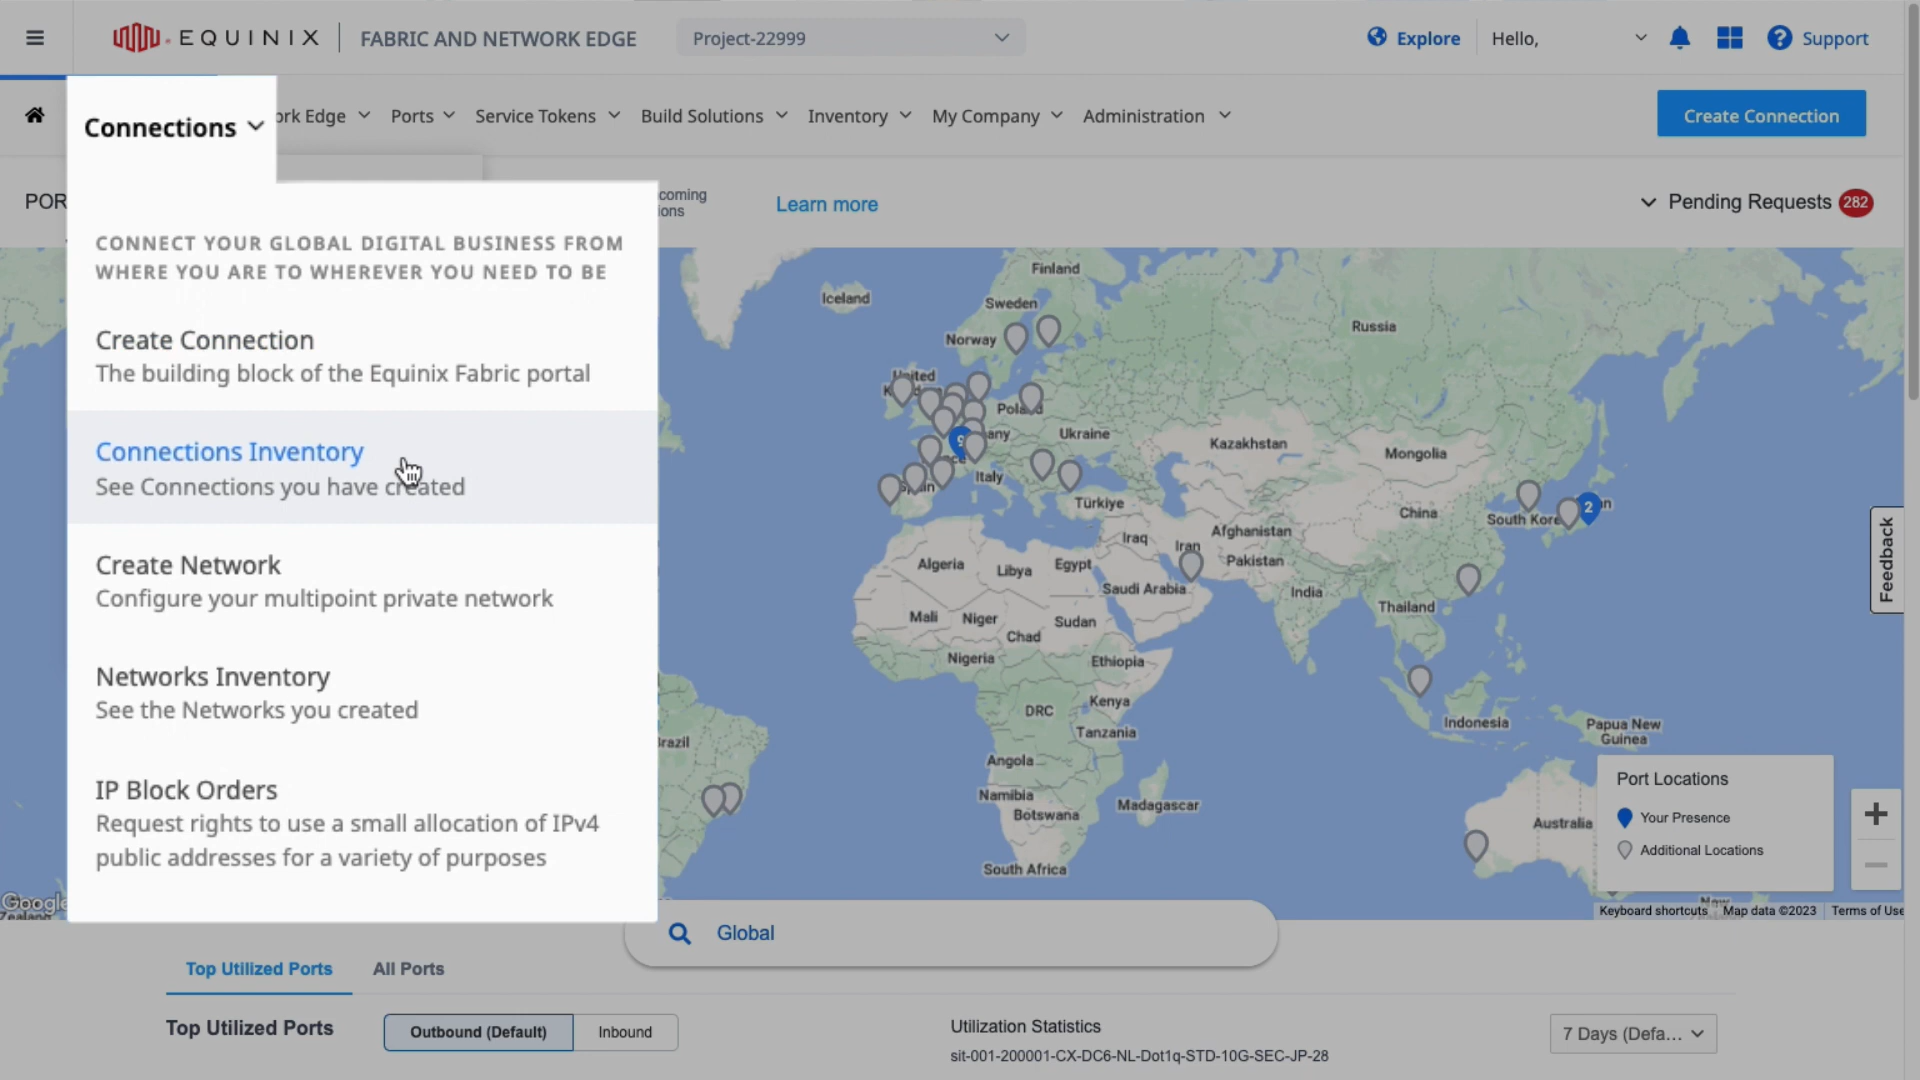 EQUINIX
FABRIC AND NETWORK EDGE
Project-22999
Explore
Hello,
Support
Connections
rk Edge
Ports
Service Tokens
Build Solutions
Inventory
My Company
Administration
Create Connection
POR
coming
ions
Learn more
Pending Requests 282
CONNECT YOUR GLOBAL DIGITAL BUSINESS FROM
WHERE YOU ARE TO WHEREVER YOU NEED TO BE
Create Connection
The building block of the Equinix Fabric portal
Connections Inventory
See Connections you have created
Create Network
Configure your multipoint private network
Networks Inventory
See the Networks you created
IP Block Orders
Request rights to use a small allocation of IPv4
public addresses for a variety of purposes
Finland
Iceland
Sweden
Russia
Norway
United
Poland
Ukraine
any
9
Kazakhstan
Mongolia
Italy
Spain
Türkiye
China
South Kore
2
n
Afghanistan
Iraq
Iran
Pakistan
Algeria
Libya
Egypt
Saudi Arabia
India
Thailand
Mali
Niger
Sudan
Chad
Nigeria
Ethiopia
DRC
Kenya
Tanzania
Indonesia
Papua New
Guinea
razil
Angola
Namibia
Botswana
Madagascar
Australia
South Africa
Feedback
Port Locations
Your Presence
Additional Locations
Google
Zealand
New
Keyboard shortcuts
Map data ©2023
Terms of Use
Global
Top Utilized Ports
All Ports
Top Utilized Ports
Outbound (Default)
Inbound
Utilization Statistics
sit-001-200001-CX-DC6-NL-Dot1q-STD-10G-SEC-JP-28
7 Days (Defa...